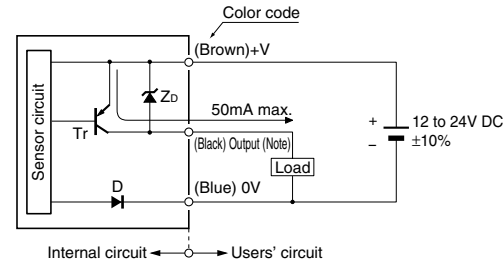 Color code
(Brown)+V
Sensor circuit
Tr
ZD
50mA max.
(Black) Output (Note)
Load
+
−
12 to 24V DC
±10%
D
(Blue) 0V
Internal circuit
Users' circuit